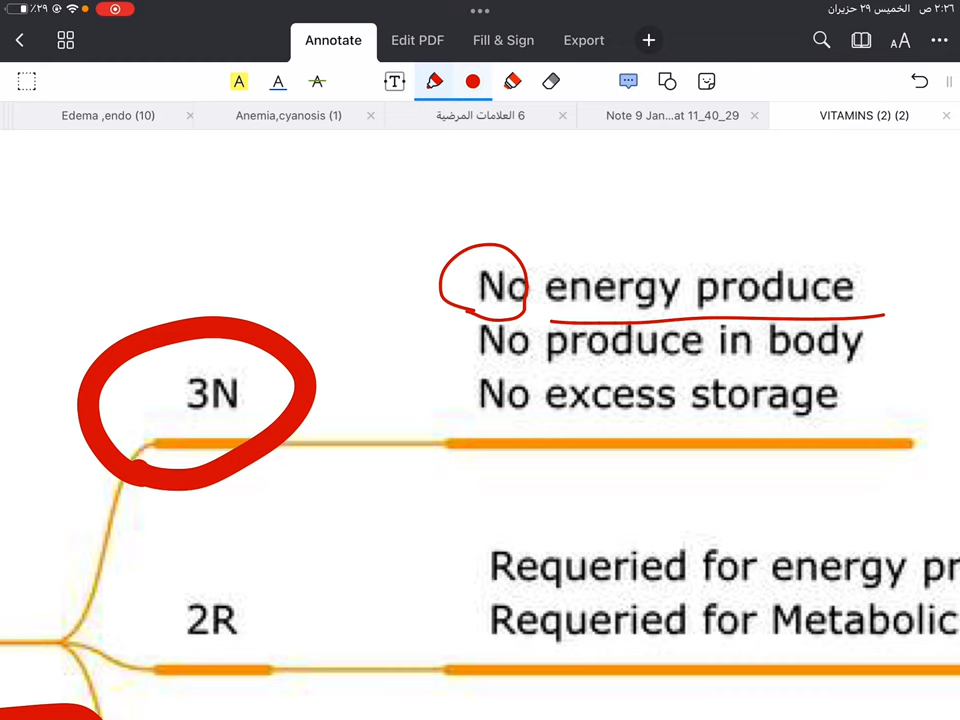 ٪٢٩
٢:٢٦ ص الخميس ٢٩ حزيران
Annotate
Edit PDF
Fill & Sign
Export
AA
A
A
A
T
Edema ,endo (10)
Anemia,cyanosis (1)
6 العلامات المرضية
Note 9 Jan...at 11_40_29
VITAMINS (2) (2)
No energy produce
No produce in body
3N
No excess storage
Requeried for energy pr
2R
Requeried for Metabolic